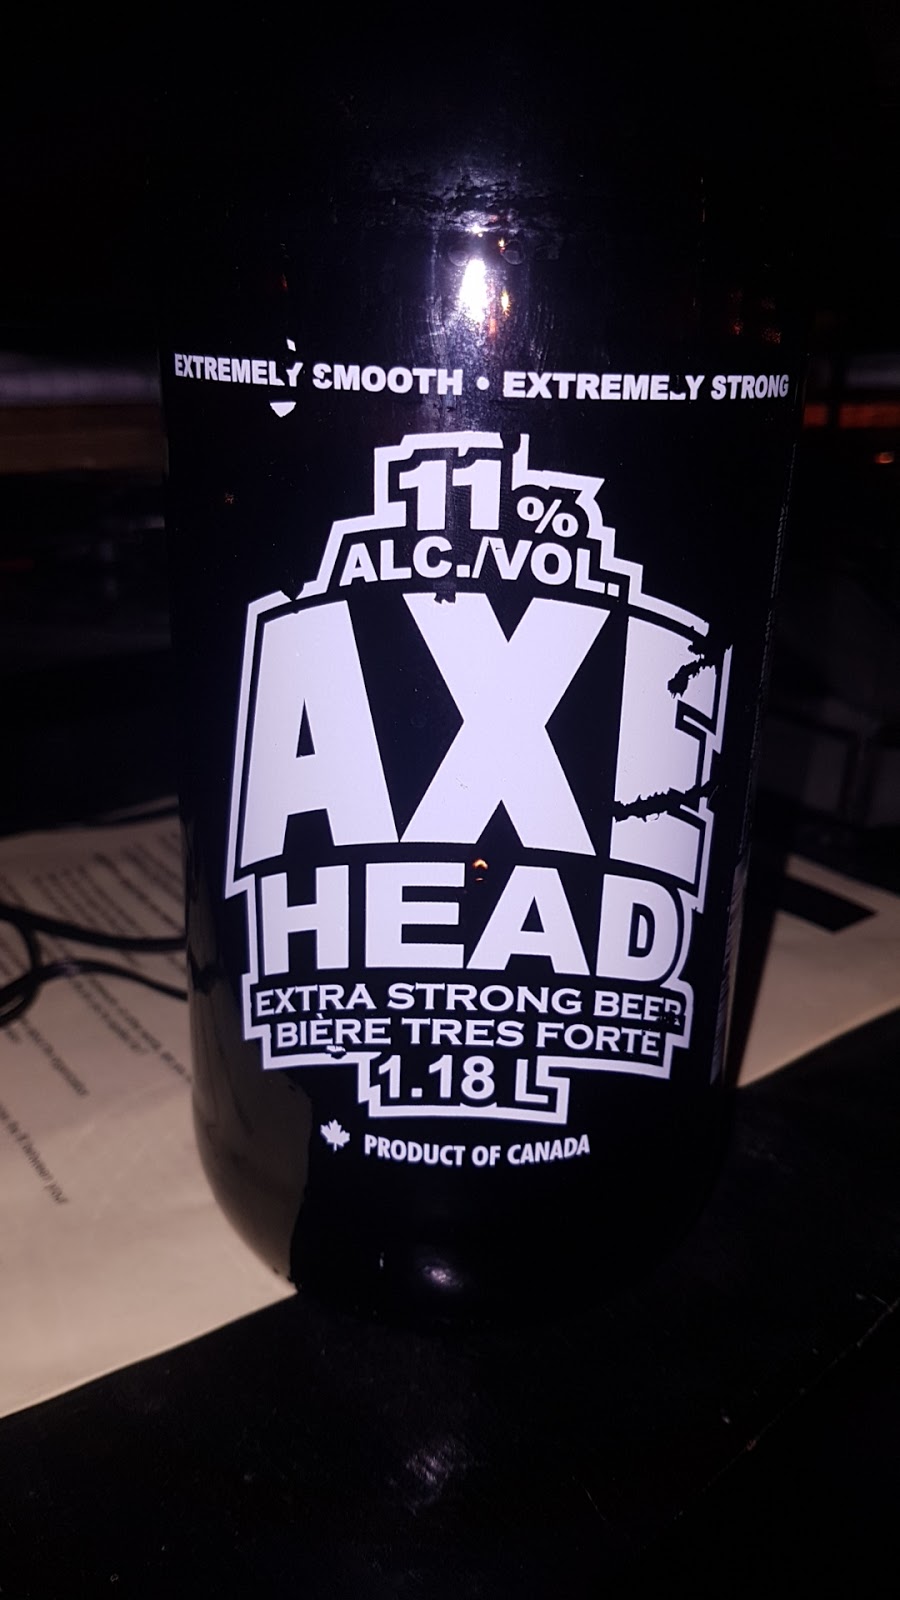 EXTREMELY SMOOTH • EXTREMELY STRONG
11%
ALC./VOL.
AXE
HEAD
EXTRA STRONG BEER
BIÈRE TRES FORTE
1.18 L
PRODUCT OF CANADA